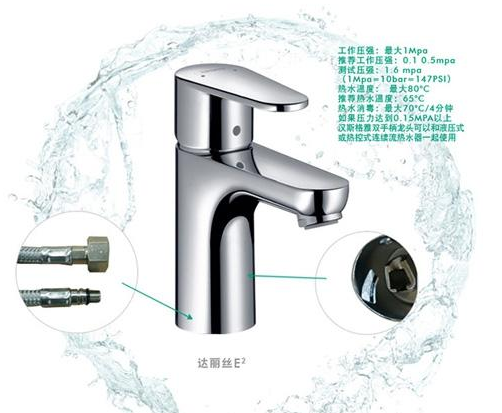 工作压强：最大1Mpa
推荐工作压强：0.1 0.5mpa
测试压强：1.6 mpa
（1Mpa=10bar=147PSI）
热水温度： 最大80°C
推荐热水温度：65°C
热水消毒：最大70°C/4分钟
如果压力达到0.15MPA以上
汉斯格雅双手柄龙头可以和液压式
或热控式连续流热水器一起使用
达丽丝E²